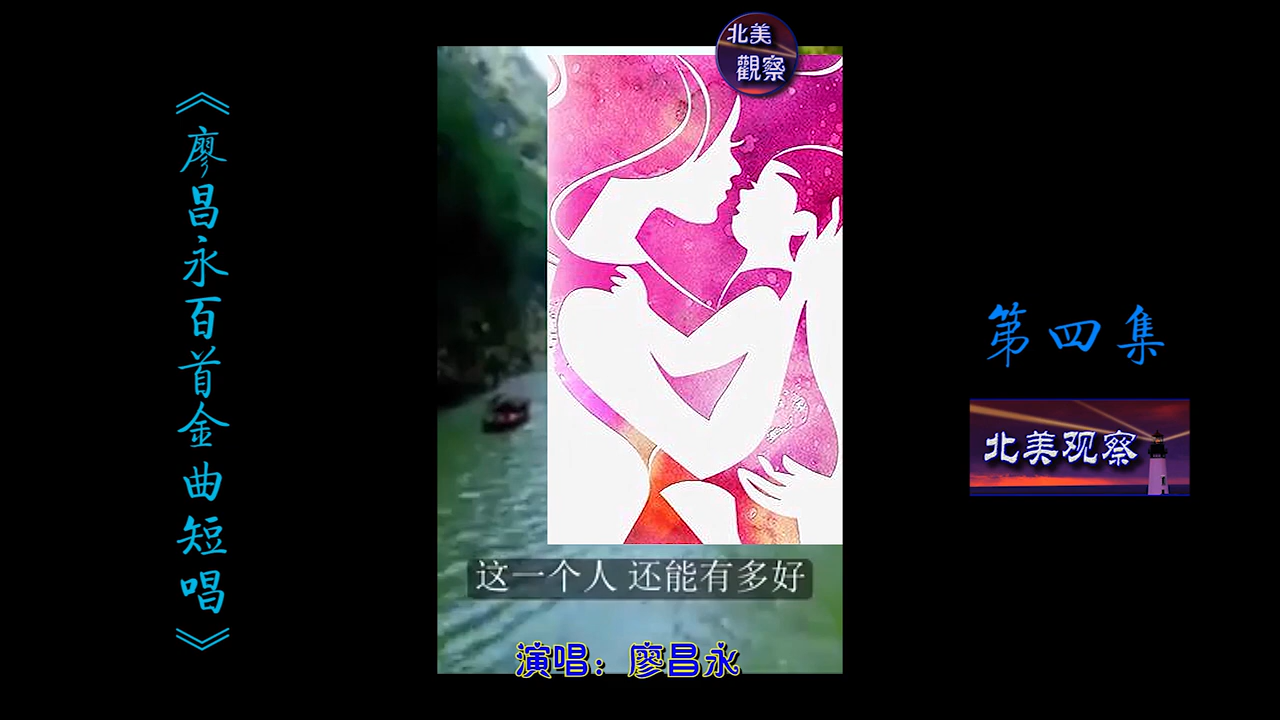 《廖昌永百首金曲短唱》
北美
觀察
这一个人 还能有多好
演唱：廖昌永
第四集
北美观察